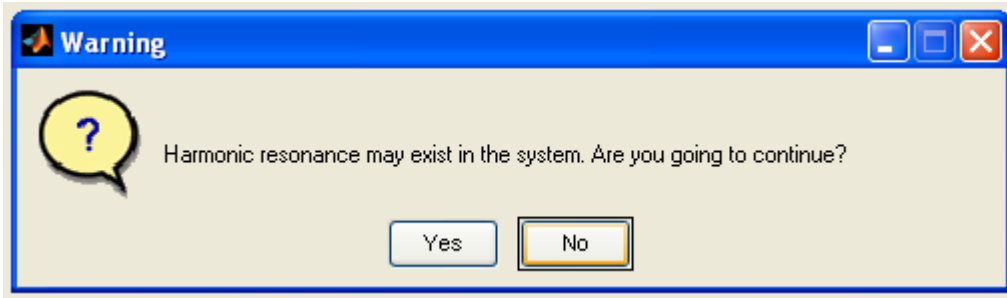 Warning
?
Harmonic resonance may exist in the system. Are you going to continue?
Yes No